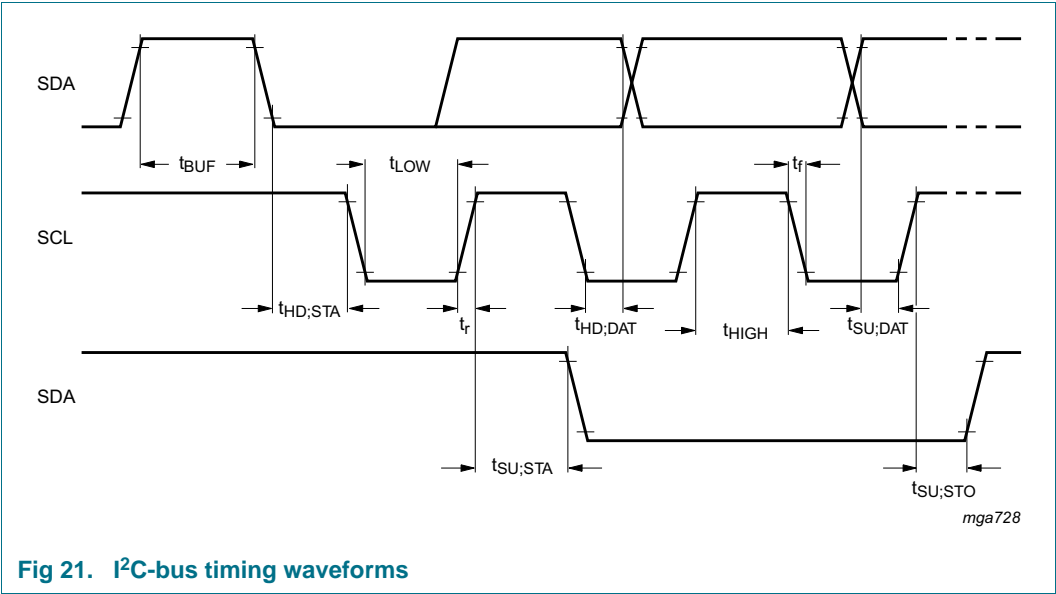 SDA
tBUF tLOW tf
SCL
tHD;STA tr tHD;DAT tHIGH tSU;DAT
SDA
tSU;STA tSU;STO
mga728
Fig 21. I²C-bus timing waveforms